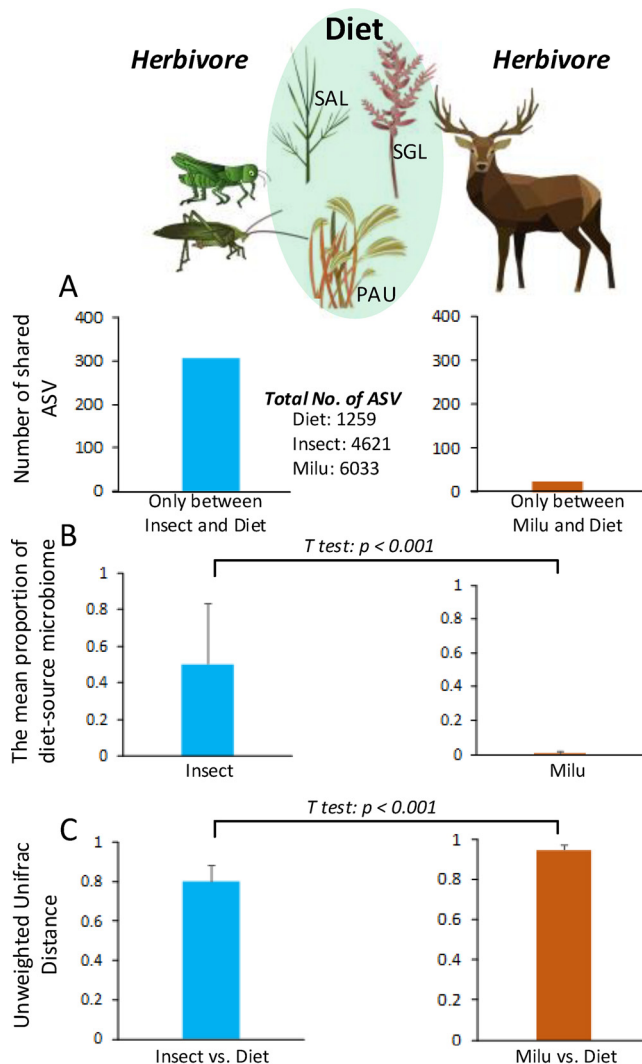 Diet
Herbivore
Herbivore
SAL
SGL
PAU
A
Number of shared
ASV
400
300
200
100
0
Only between
Insect and Diet
Total No. of ASV
Diet: 1259
Insect: 4621
Milu: 6033
400
300
200
100
0
Only between
Milu and Diet
B
T test: p < 0.001
The mean proportion of
diet-source microbiome
1
0.8
0.6
0.4
0.2
0
Insect
1
0.8
0.6
0.4
0.2
0
Milu
C
T test: p < 0.001
Unweighted Unifrac
Distance
1
0.8
0.6
0.4
0.2
0
Insect vs. Diet
1
0.8
0.6
0.4
0.2
0
Milu vs. Diet